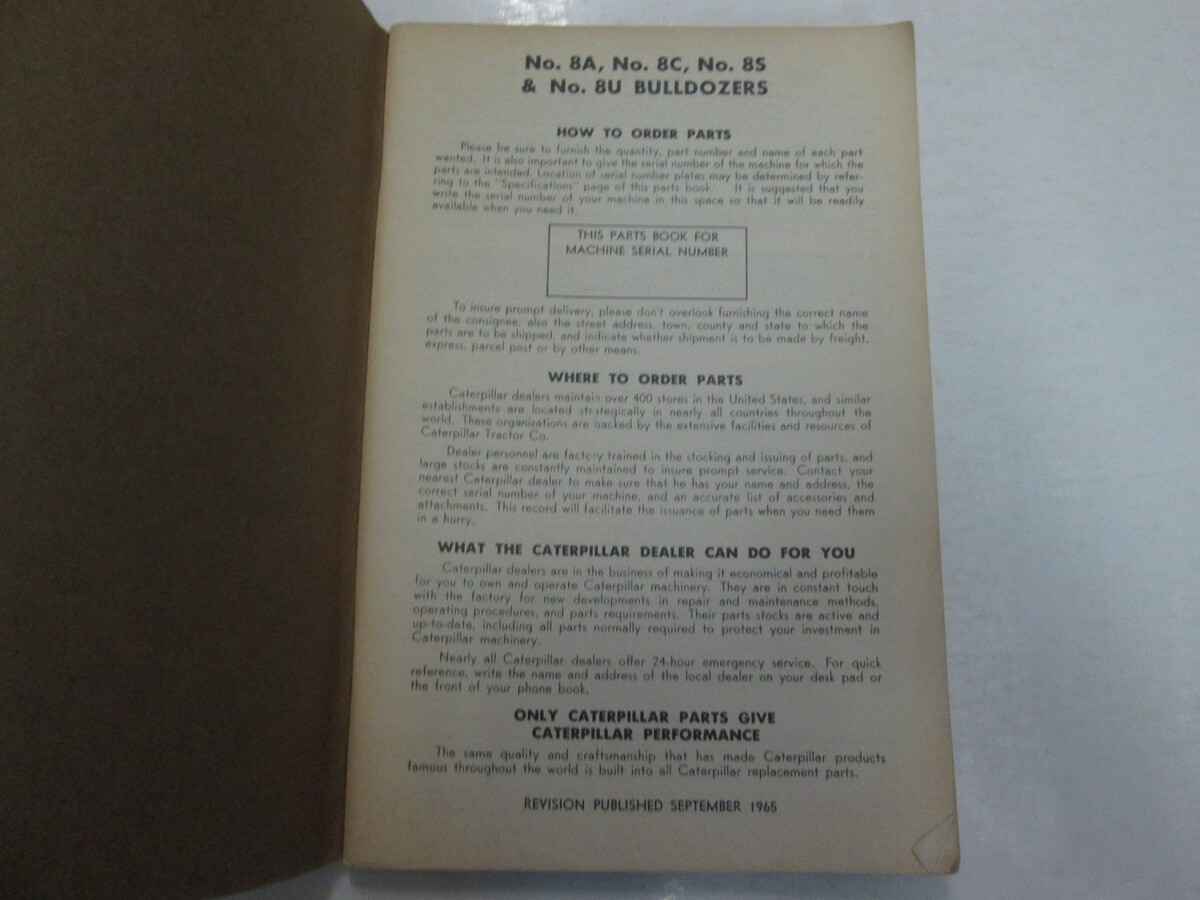 No. 8A, No. 8C, No. 8S
& No. 8U BULLDOZERS
HOW TO ORDER PARTS
Please be sure to furnish the quantity, part number and name of each part
wanted. It is also important to give the serial number of the machine for which the
parts are intended. Location of serial number plates may be determined by refer-
ring to the "Specifications" page of this parts book. It is suggested that you
write the serial number of your machine in this space so that it will be readily
available when you need it.
THIS PARTS BOOK FOR
MACHINE SERIAL NUMBER
To insure prompt delivery, please don't overlook furnishing the correct name
of the consignee, also the street address, town, county and state to which the
parts are to be shipped, and indicate whether shipment is to be made by freight,
express, parcel post or by other means.
WHERE TO ORDER PARTS
Caterpillar dealers maintain over 400 stores in the United States, and similar
establishments are located strategically in nearly all countries throughout the
world. These organizations are backed by the extensive facilities and resources of
Caterpillar Tractor Co.
Dealer personnel are factory trained in the stocking and issuing of parts, and
large stocks are constantly maintained to insure prompt service. Contact your
nearest Caterpillar dealer to make sure that he has your name and address, the
correct serial number of your machine, and an accurate list of accessories and
attachments. This record will facilitate the issuance of parts when you need them
in a hurry.
WHAT THE CATERPILLAR DEALER CAN DO FOR YOU
Caterpillar dealers are in the business of making it economical and profitable
for you to own and operate Caterpillar machinery. They are in constant touch
with the factory for new developments in repair and maintenance methods,
operating procedures, and parts requirements. Their parts stocks are active and
up-to-date, including all parts normally required to protect your investment in
Caterpillar machinery.
Nearly all Caterpillar dealers offer 24-hour emergency service. For quick
reference, write the name and address of the local dealer on your desk pad or
the front of your phone book.
ONLY CATERPILLAR PARTS GIVE
CATERPILLAR PERFORMANCE
The same quality and craftsmanship that has made Caterpillar products
famous throughout the world is built into all Caterpillar replacement parts.
REVISION PUBLISHED SEPTEMBER 1965